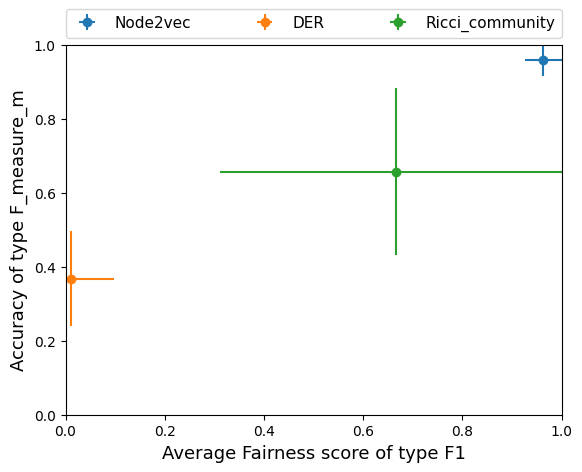 Node2vec DER Ricci_community
1.0
0.8
0.6
0.4
0.2
0.0
Accuracy of type F_measure_m
0.0 0.2 0.4 0.6 0.8 1.0
Average Fairness score of type F1